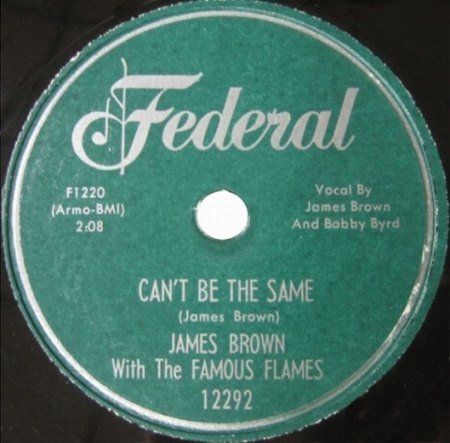 Federal
F1220
(Armo-BMI)
2:08
Vocal By
James Brown
And Bobby Byrd
CAN'T BE THE SAME
(James Brown)
JAMES BROWN
With The FAMOUS FLAMES
12292